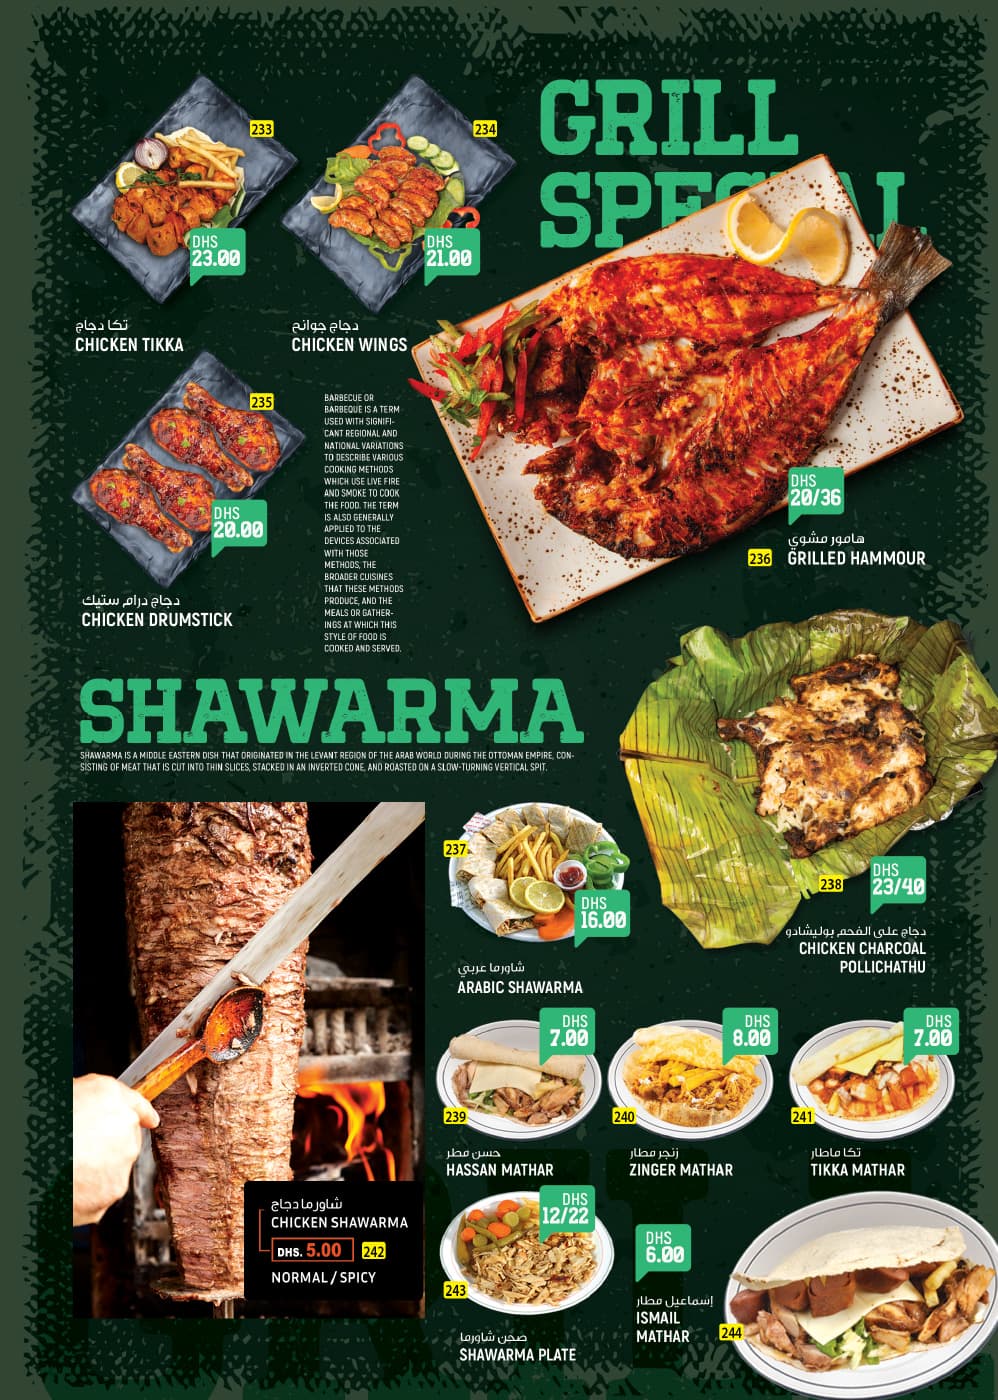 GRILL
SPECIAL
233
DHS
23.00
تكا دجاج
CHICKEN TIKKA
234
DHS
21.00
دجاج جوانح
CHICKEN WINGS
235
DHS
20.00
دجاج درام ستيك
CHICKEN DRUMSTICK
BARBECUE OR
BARBEQUE IS A TERM
USED WITH SIGNIFI-
CANT REGIONAL AND
NATIONAL VARIATIONS
TO DESCRIBE VARIOUS
COOKING METHODS
WHICH USE LIVE FIRE
AND SMOKE TO COOK
THE FOOD. THE TERM
IS ALSO GENERALLY
APPLIED TO THE
DEVICES ASSOCIATED
WITH THOSE
METHODS, THE
BROADER CUISINES
THAT THESE METHODS
PRODUCE, AND THE
MEALS OR GATHER-
INGS AT WHICH THIS
STYLE OF FOOD IS
COOKED AND SERVED.
DHS
20/36
هامور مشوي
236
GRILLED HAMMOUR
SHAWARMA
SHAWARMA IS A MIDDLE EASTERN DISH THAT ORIGINATED IN THE LEVANT REGION OF THE ARAB WORLD DURING THE OTTOMAN EMPIRE, CON-
SISTING OF MEAT THAT IS CUT INTO THIN SLICES, STACKED IN AN INVERTED CONE, AND ROASTED ON A SLOW-TURNING VERTICAL SPIT.
237
DHS
16.00
شاورما عربي
ARABIC SHAWARMA
238
DHS
23/40
دجاج على الفحم بوليشادو
CHICKEN CHARCOAL
POLLICHATHU
DHS
7.00
239
حسن مطر
HASSAN MATHAR
DHS
8.00
240
زنجر مطار
ZINGER MATHAR
DHS
7.00
241
تكا ماطار
TIKKA MATHAR
شاورما دجاج
CHICKEN SHAWARMA
DHS. 5.00
242
NORMAL / SPICY
DHS
12/22
243
صحن شاورما
SHAWARMA PLATE
DHS
6.00
إسماعيل مطار
ISMAIL
MATHAR
244